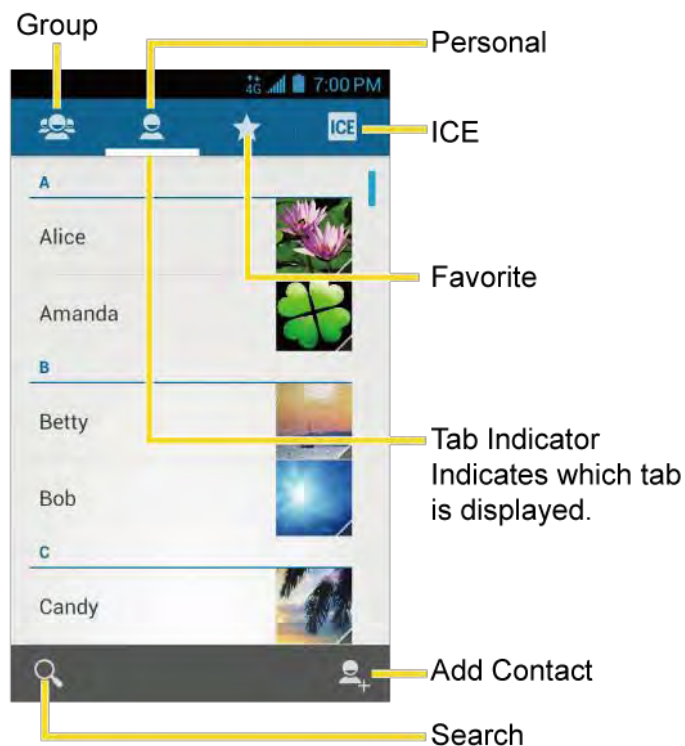 Group
Personal
4G 7:00 PM
ICE
ICE
A
Alice
Favorite
Amanda
B
Betty
Tab Indicator
Indicates which tab
is displayed.
Bob
C
Candy
Add Contact
Search